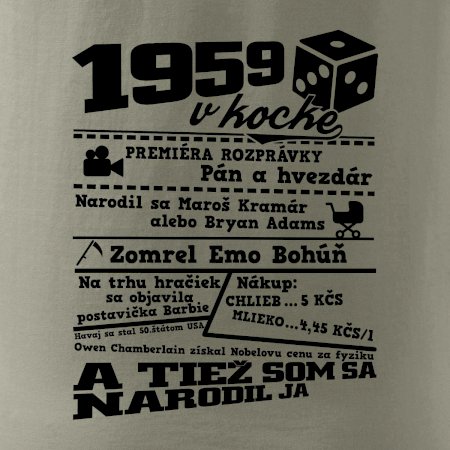 1959
v kocke
PREMIÉRA ROZPRÁVKY
Pán a hvezdár
Narodil sa Maroš Kramár
alebo Bryan Adams
Zomrel Emo Bohúň
Na trhu hračiek
sa objavila
postavička Barbie
Nákup:
CHLIEB...5 KČS
MLIEKO...4,45 KČS/l
Havaj sa stal 50.štátom USA
Owen Chamberlain získal Nobelovu cenu za fyziku
A TIEŽ SOM SA
NARODIL JA